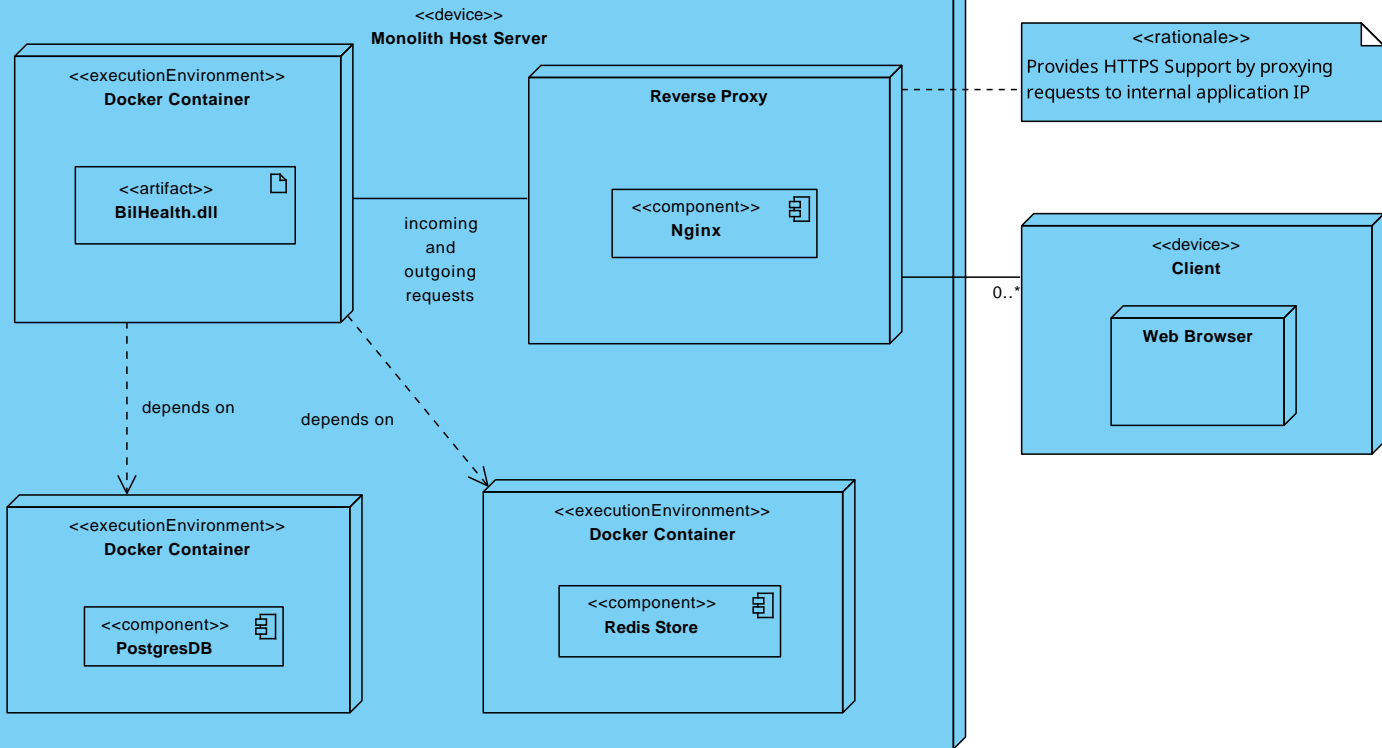 <<device>>
Monolith Host Server
<<executionEnvironment>>
Docker Container
<<artifact>>
BilHealth.dll
incoming
and
outgoing
requests
Reverse Proxy
<<component>>
Nginx
<<rationale>>
Provides HTTPS Support by proxying
requests to internal application IP
0..*
<<device>>
Client
Web Browser
depends on
depends on
<<executionEnvironment>>
Docker Container
<<component>>
PostgresDB
<<executionEnvironment>>
Docker Container
<<component>>
Redis Store